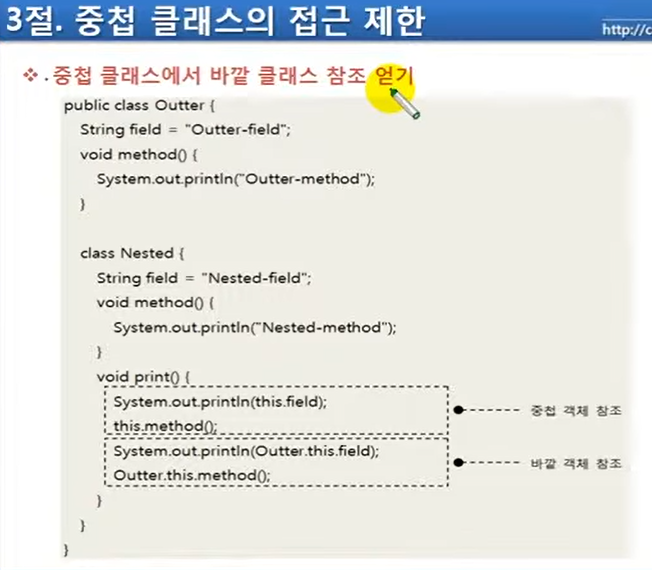 3절. 중첩 클래스의 접근 제한
http://c
❖ . 중첩 클래스에서 바깥 클래스 참조 얻기
public class Outter {
String field = "Outter-field";
void method() {
System.out.println("Outter-method");
}
class Nested {
String field = "Nested-field";
void method() {
System.out.println("Nested-method");
}
void print() {
System.out.println(this.field);
this.method();
중첩 객체 참조
System.out.println(Outter.this.field);
Outter.this.method();
바깥 객체 참조
}
}
}